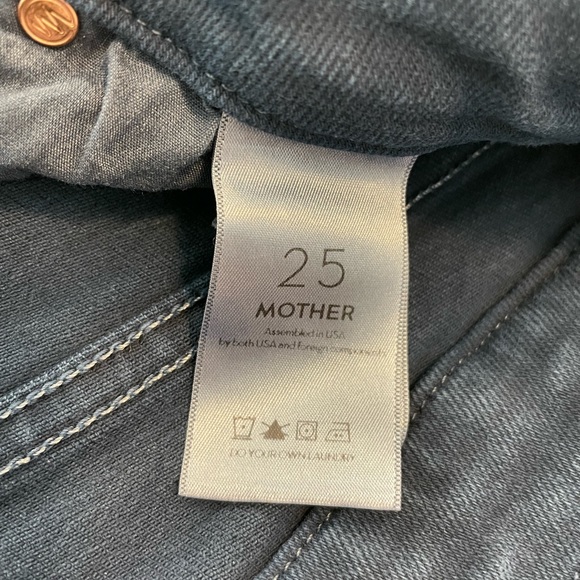 25
MOTHER
Assembled in USA
by both USA and foreign components
DO YOUR OWN LAUNDRY